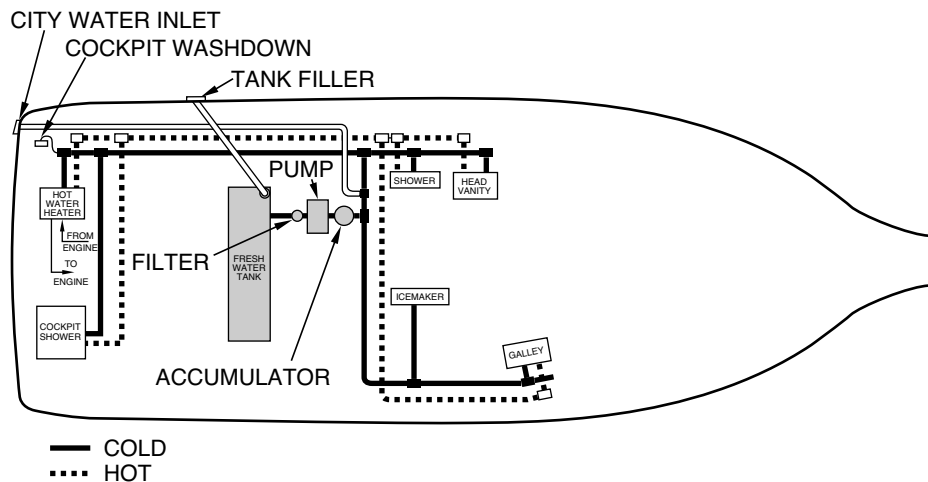 CITY WATER INLET
COCKPIT WASHDOWN
TANK FILLER
PUMP
SHOWER
HEAD
VANITY
HOT
WATER
HEATER
FROM
ENGINE
TO
ENGINE
FILTER
FRESH
WATER
TANK
ICEMAKER
COCKPIT
SHOWER
GALLEY
ACCUMULATOR
COLD
HOT